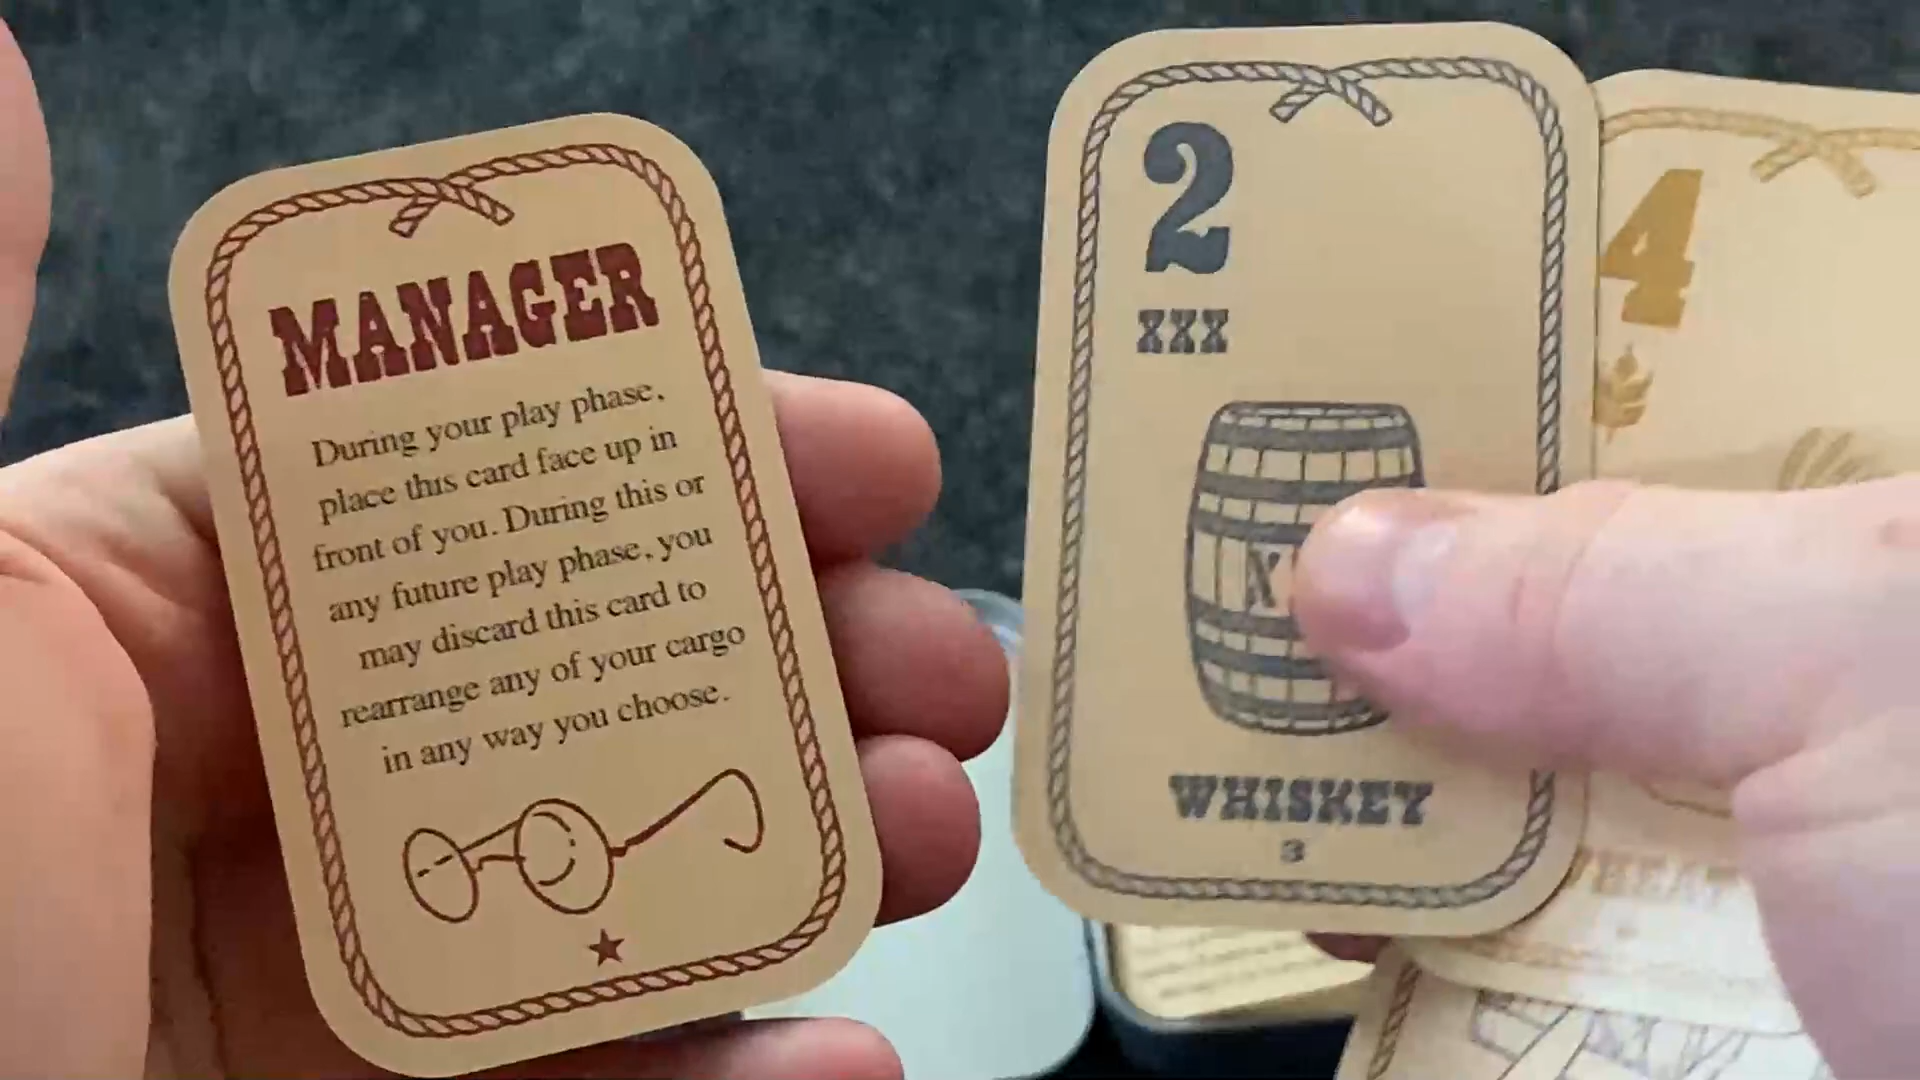 MANAGER
During your play phase,
place this card face up in
front of you. During this or
any future play phase, you
may discard this card to
rearrange any of your cargo
in any way you choose.
2
XXX
X
WHISKEY
3
4